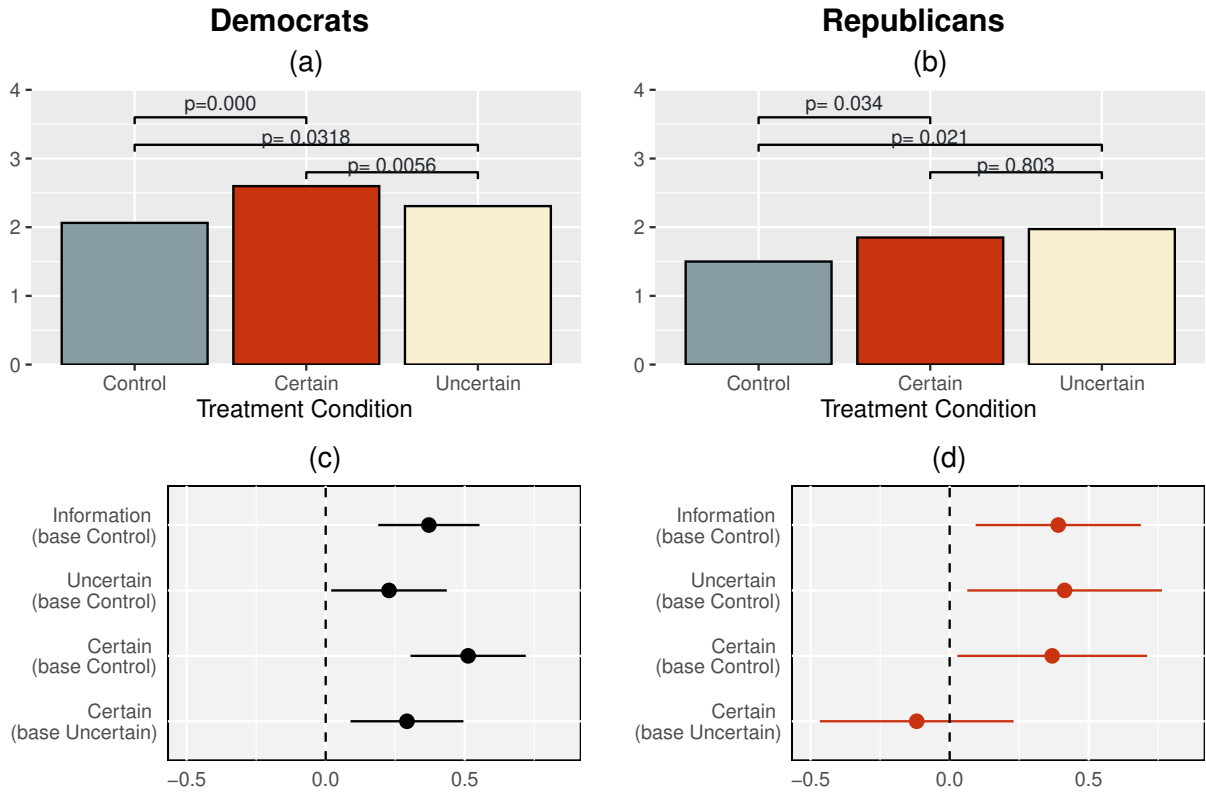 Democrats
(a)
4
3
2
1
0
p=0.000
p= 0.0318
p= 0.0056
Control
Certain
Uncertain
Treatment Condition
Republicans
(b)
4
3
2
1
0
p= 0.034
p= 0.021
p= 0.803
Control
Certain
Uncertain
Treatment Condition
(c)
Information
(base Control)
Uncertain
(base Control)
Certain
(base Control)
Certain
(base Uncertain)
−0.5
0.0
0.5
(d)
Information
(base Control)
Uncertain
(base Control)
Certain
(base Control)
Certain
(base Uncertain)
−0.5
0.0
0.5